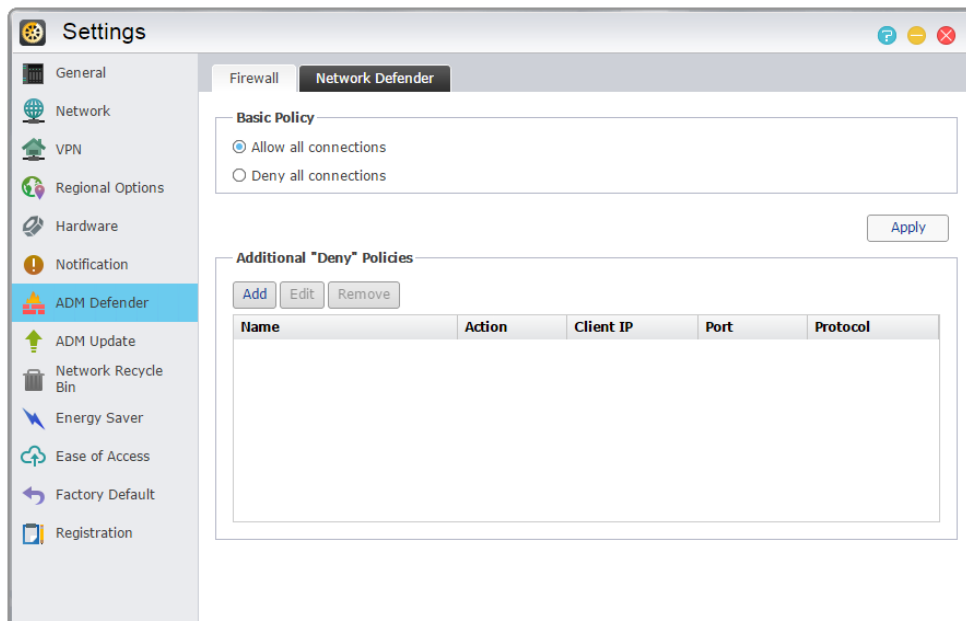 Settings
?
General
Network
VPN
Regional Options
Hardware
Notification
ADM Defender
ADM Update
Network Recycle
Bin
Energy Saver
Ease of Access
Factory Default
Registration
Firewall
Network Defender
Basic Policy
Allow all connections
Deny all connections
Apply
Additional "Deny" Policies
Add Edit Remove
Name Action Client IP Port Protocol